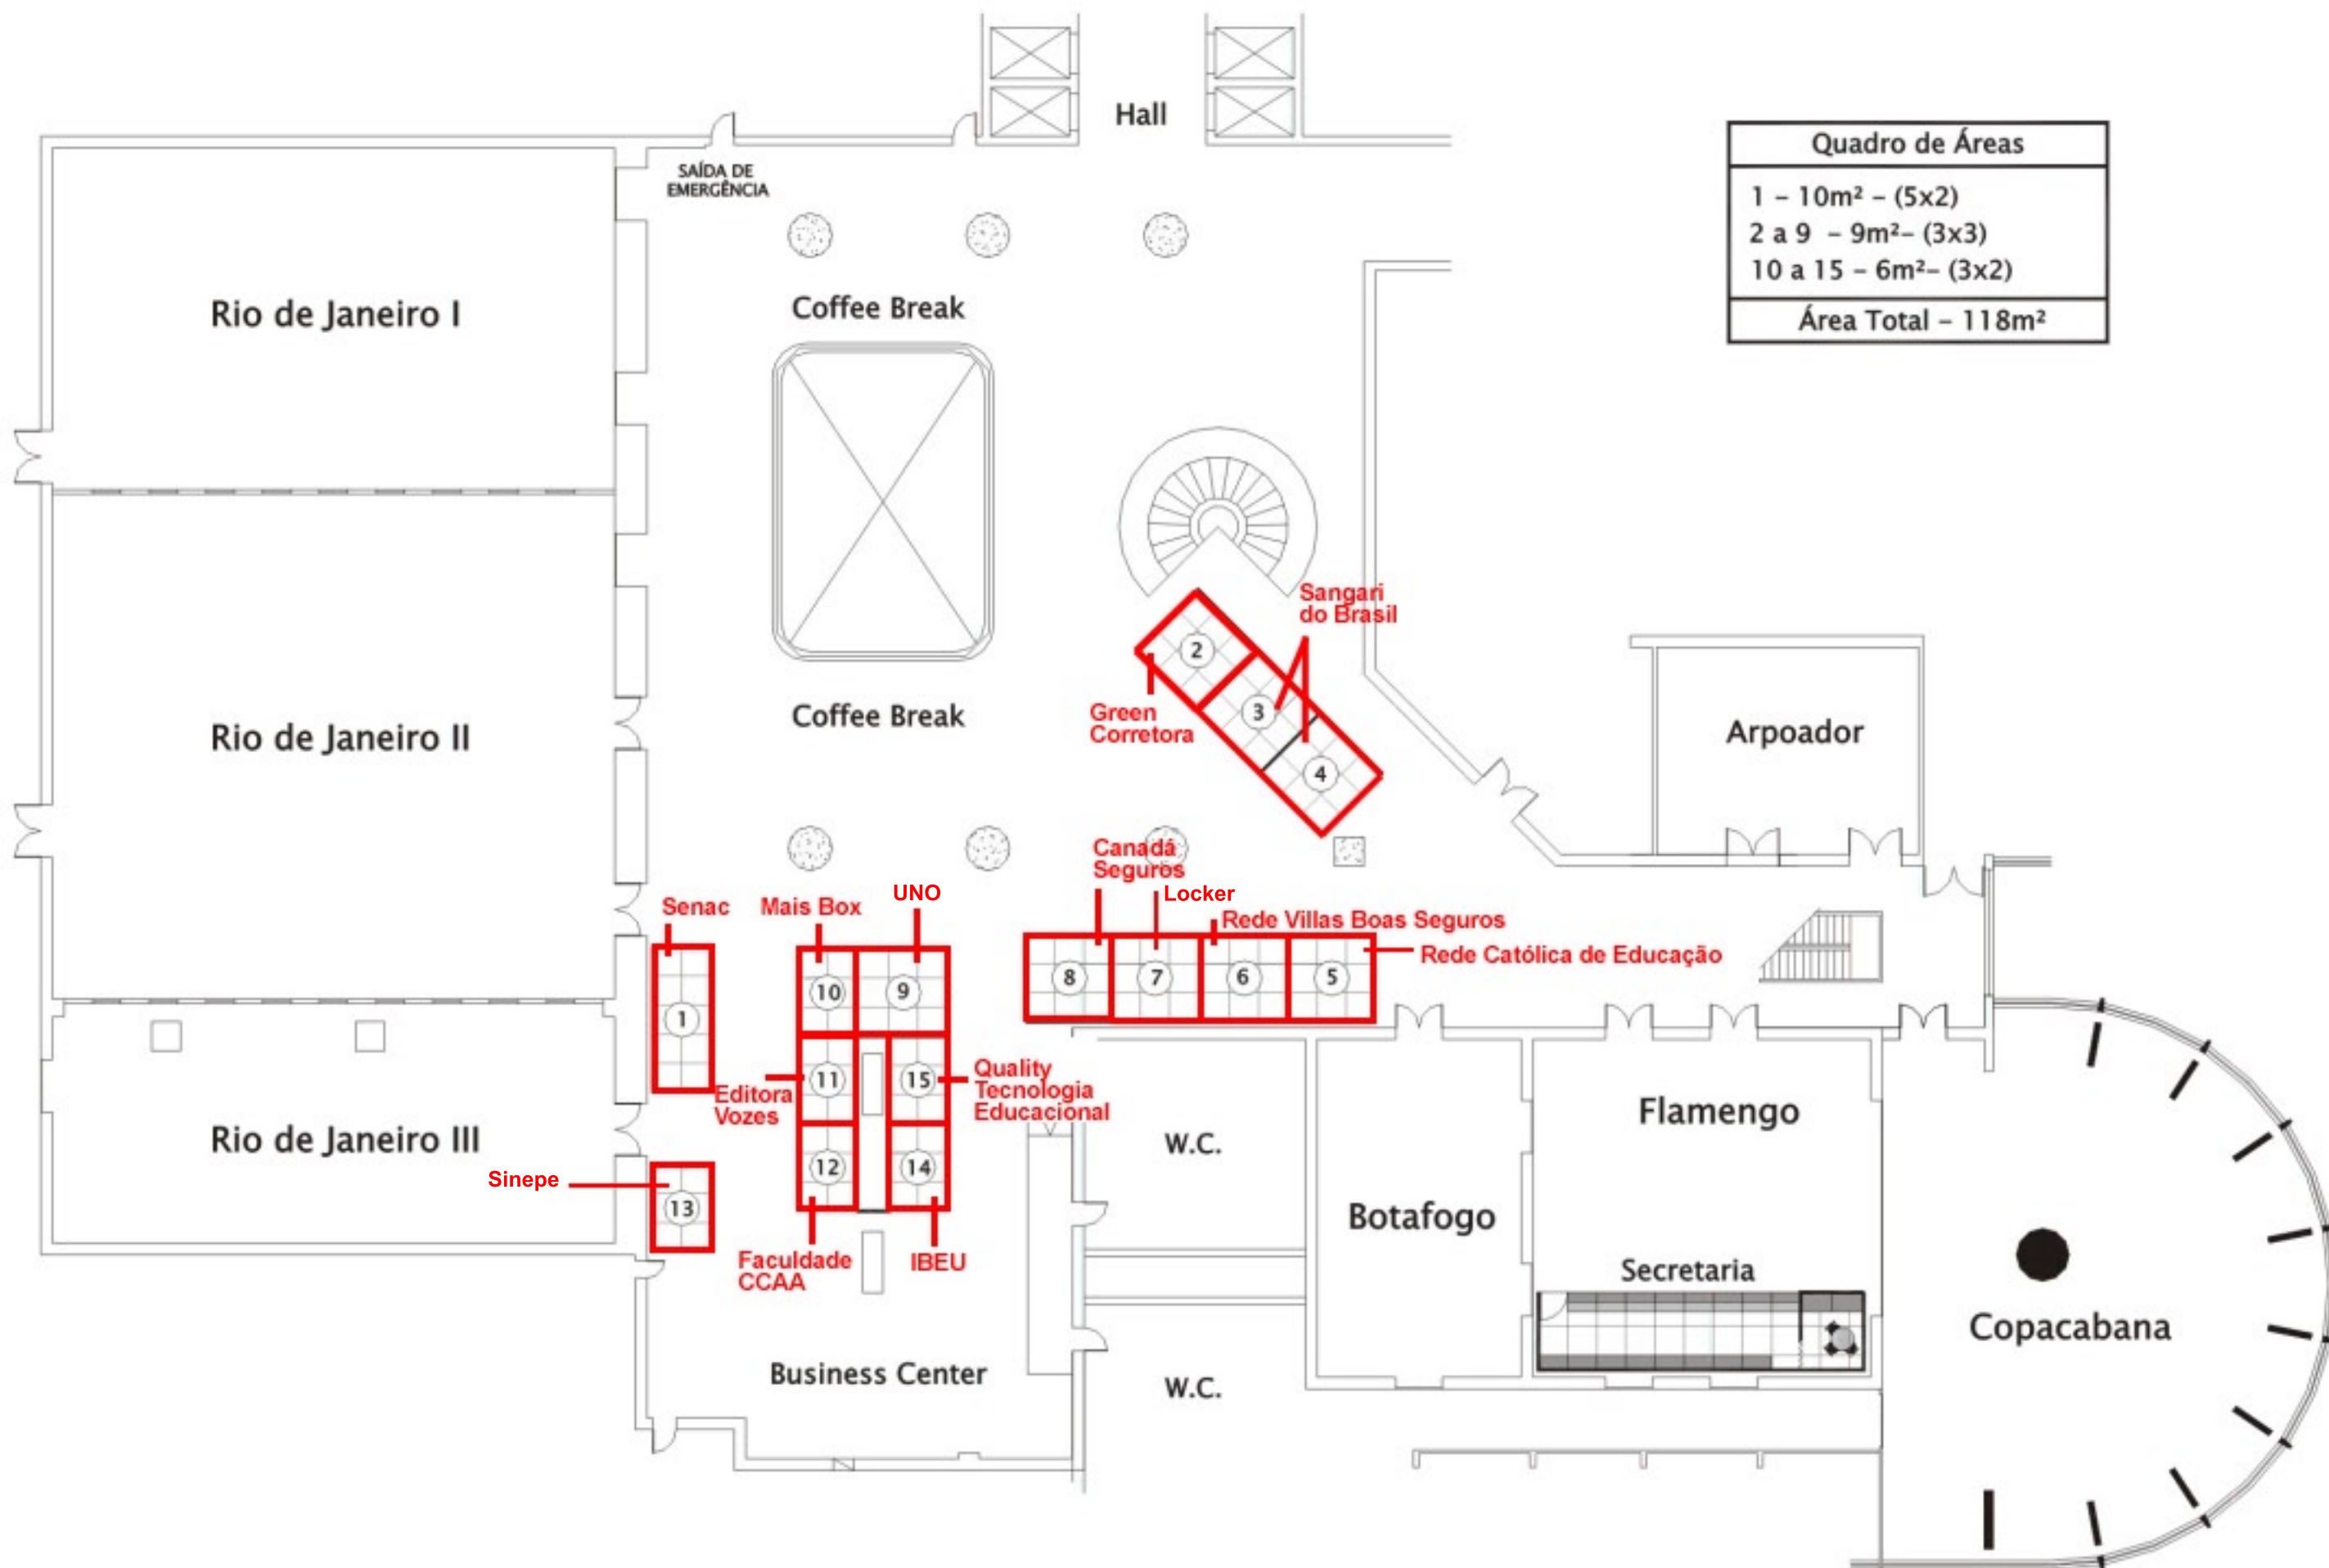 Hall
Quadro de Áreas
1 – 10m² – (5x2)
2 a 9 – 9m²– (3x3)
10 a 15 – 6m²– (3x2)
Área Total – 118m²
SAÍDA DE
EMERGÊNCIA
Rio de Janeiro I
Coffee Break
Sangari
do Brasil
2
3
4
Green
Corretora
Coffee Break
Rio de Janeiro II
Arpoador
Canadá
Seguros
Locker
UNO
Senac
Mais Box
Rede Villas Boas Seguros
Rede Católica de Educação
10
9
8
7
6
5
1
11
15
Editora
Vozes
Quality
Tecnologia
Educacional
Rio de Janeiro III
W.C.
Flamengo
Sinepe
12
14
13
Botafogo
Faculdade
CCAA
IBEU
Secretaria
Copacabana
Business Center
W.C.